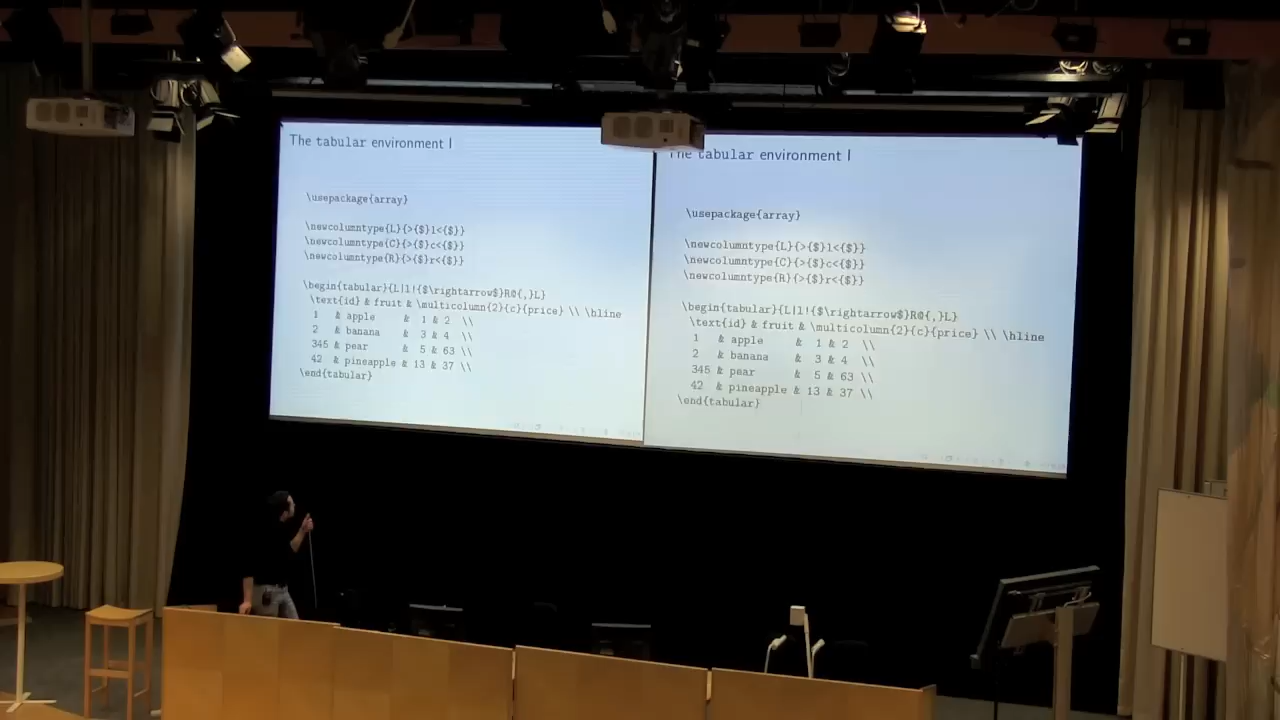 The tabular environment I
\usepackage{array}
\newcolumntype{L}{>{$}l<{$}}
\newcolumntype{C}{>{$}c<{$}}
\newcolumntype{R}{>{$}r<{$}}
\begin{tabular}{L|l!{$\rightarrow$}R@{,}L}
\text{id} & fruit & \multicolumn{2}{c}{price} \\ \hline
1 & apple & 1 & 2 \\
2 & banana & 3 & 4 \\
345 & pear & 5 & 63 \\
42 & pineapple & 13 & 37 \\
\end{tabular}
The tabular environment I
\usepackage{array}
\newcolumntype{L}{>{$}l<{$}}
\newcolumntype{C}{>{$}c<{$}}
\newcolumntype{R}{>{$}r<{$}}
\begin{tabular}{L|l!{$\rightarrow$}R@{,}L}
\text{id} & fruit & \multicolumn{2}{c}{price} \\ \hline
1 & apple & 1 & 2 \\
2 & banana & 3 & 4 \\
345 & pear & 5 & 63 \\
42 & pineapple & 13 & 37 \\
\end{tabular}